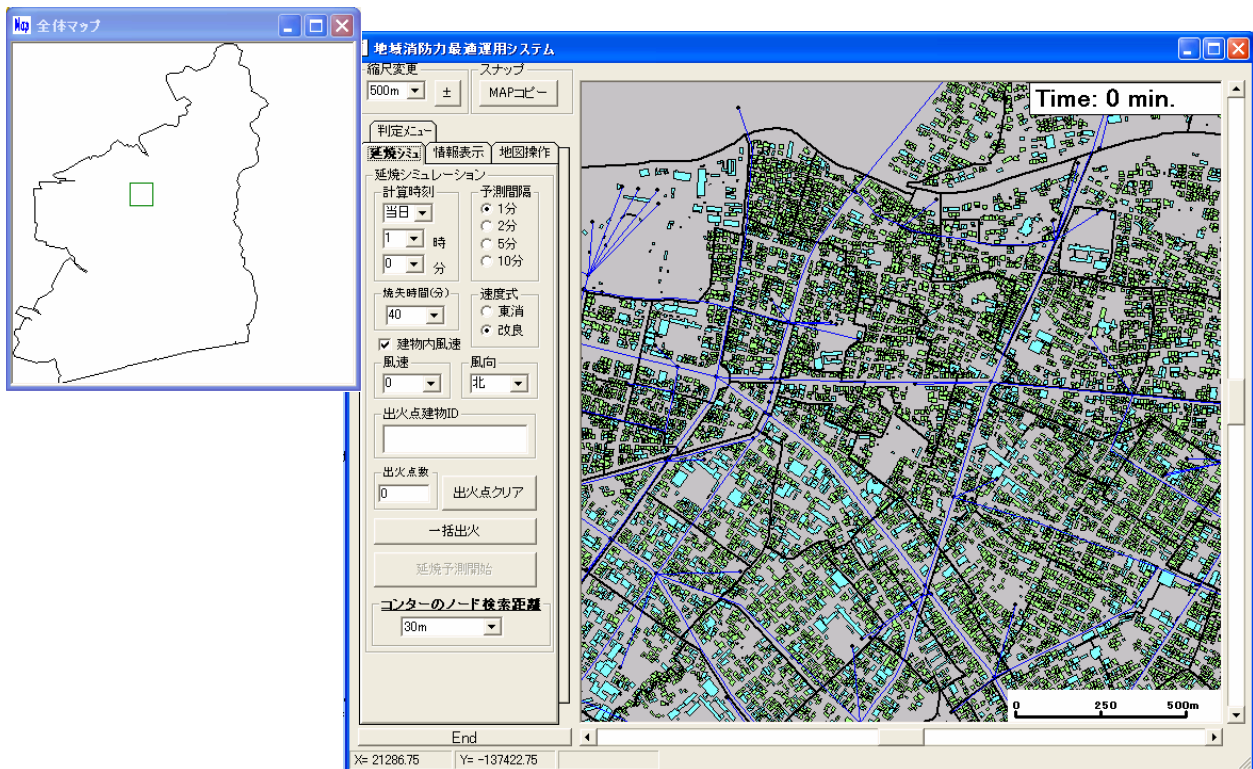 Map 全体マップ
地域消防力最適運用システム
縮尺変更
500m
±
スナップ
MAPコピー
判定メニュー
延焼シミュ
情報表示
地図操作
延焼シミュレーション
計算時刻
当日
1 時
0 分
予測間隔
1分
2分
5分
10分
焼失時間(分)
40
速度式
東消
改良
建物内風速
風速
0
風向
北
出火点建物ID
出火点数
0
出火点クリア
一括出火
延焼予測開始
コンターのノード検索距離
30m
End
X= 21286.75
Y= -137422.75
Time: 0 min.
0 250 500m